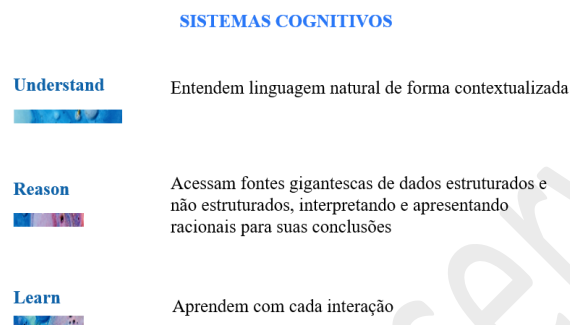 SISTEMAS COGNITIVOS
Understand
Entendem linguagem natural de forma contextualizada
Reason
Acessam fontes gigantescas de dados estruturados e
não estruturados, interpretando e apresentando
racionais para suas conclusões
Learn
Aprendem com cada interação